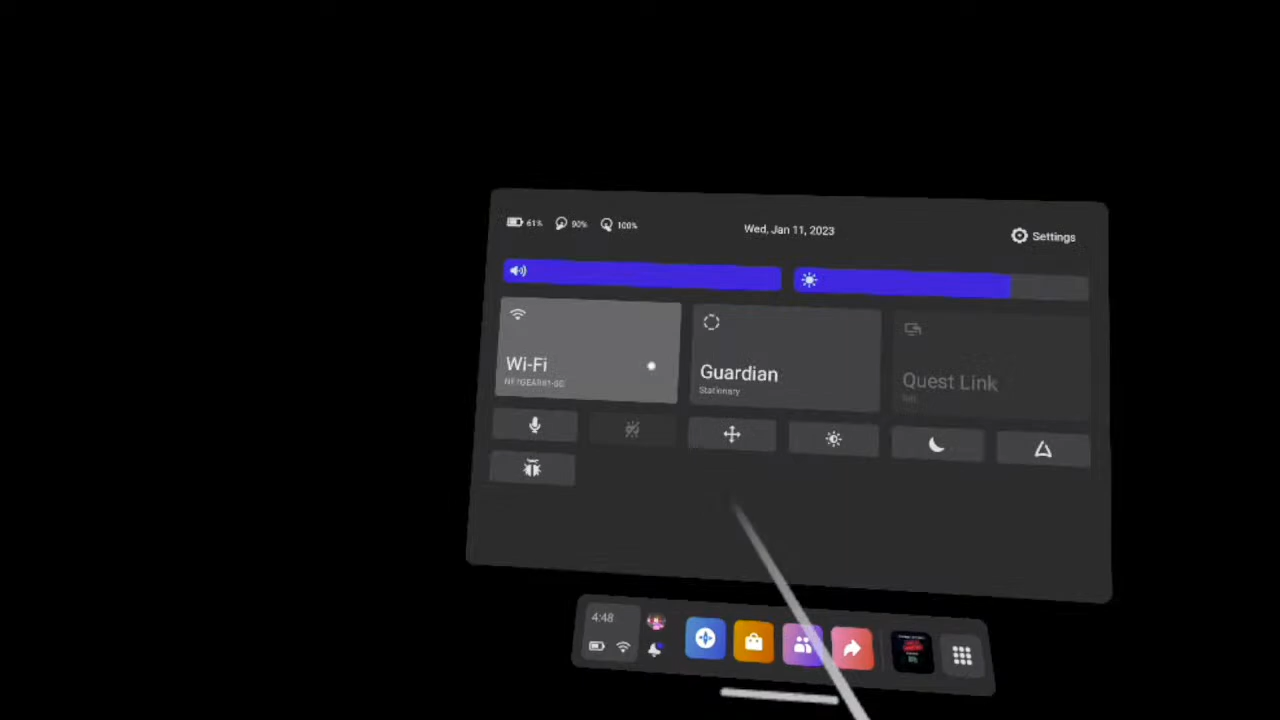 61% 90% 100% Wed, Jan 11, 2023 Settings
Wi-Fi
Guardian
Stationary
Quest Link
4:48